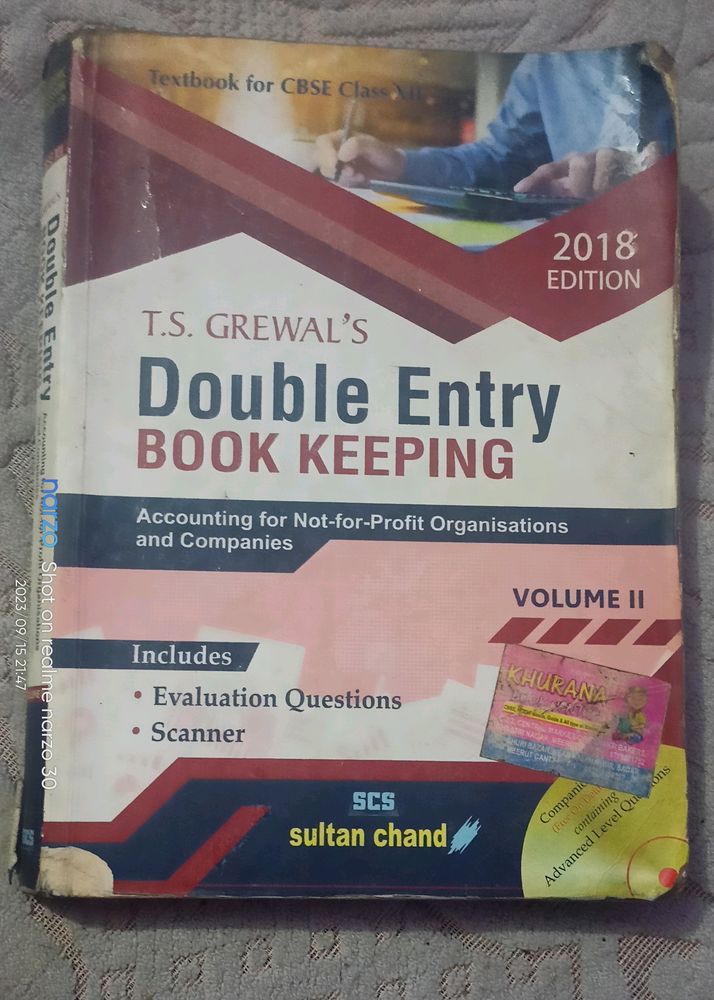 Textbook for CBSE Class XII
2018
EDITION
T.S. GREWAL'S
Double Entry
BOOK KEEPING
Accounting for Not-for-Profit Organisations
and Companies
VOLUME II
Includes
• Evaluation Questions
• Scanner
KHURANA
SCS
sultan chand
containing
Advanced Level Questions
Double Entry
SCS
narzo Shot on realme narzo 30
2023/09/15 21:47